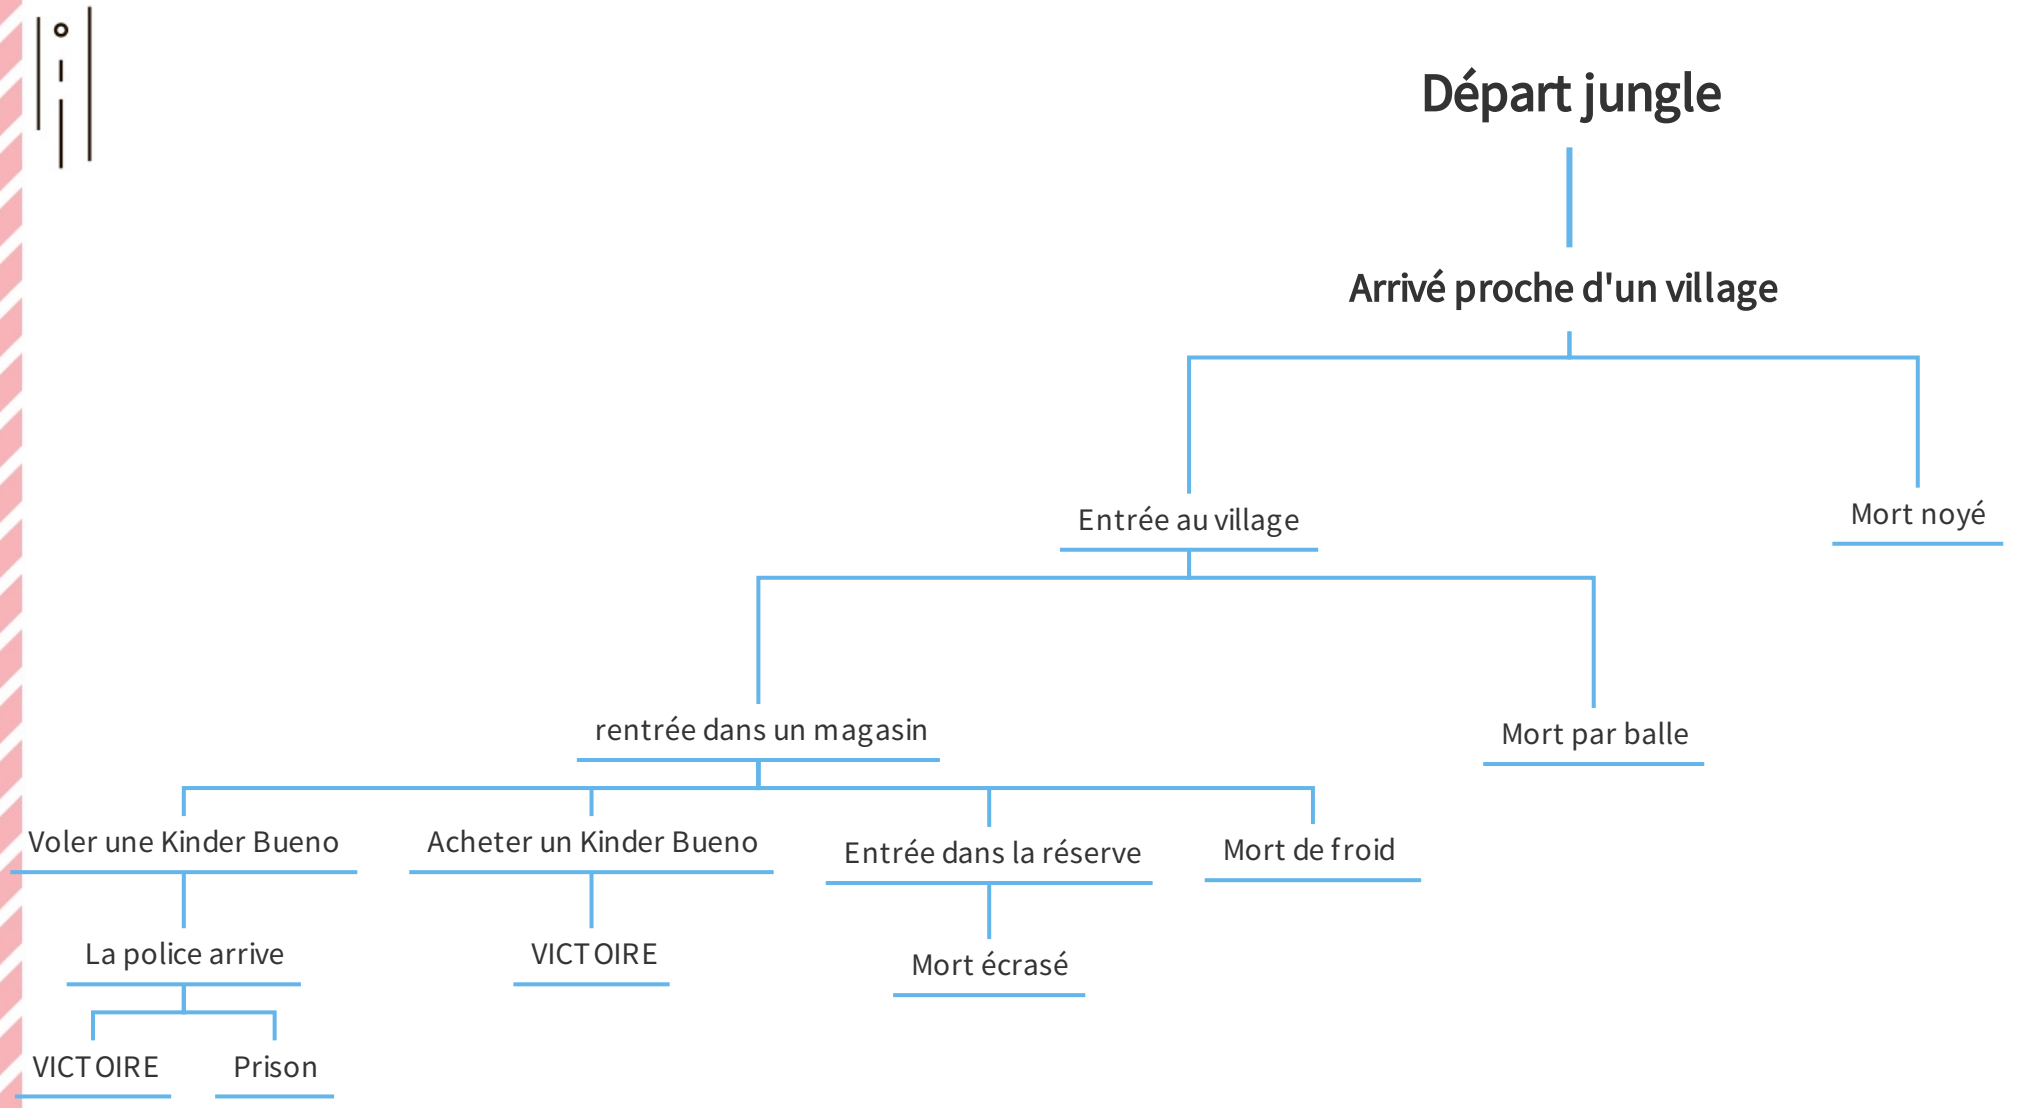 Départ jungle
Arrivé proche d'un village
Entrée au village
Mort noyé
rentrée dans un magasin
Mort par balle
Voler une Kinder Bueno
Acheter un Kinder Bueno
Entrée dans la réserve
Mort de froid
La police arrive
VICTOIRE
Mort écrasé
VICTOIRE
Prison